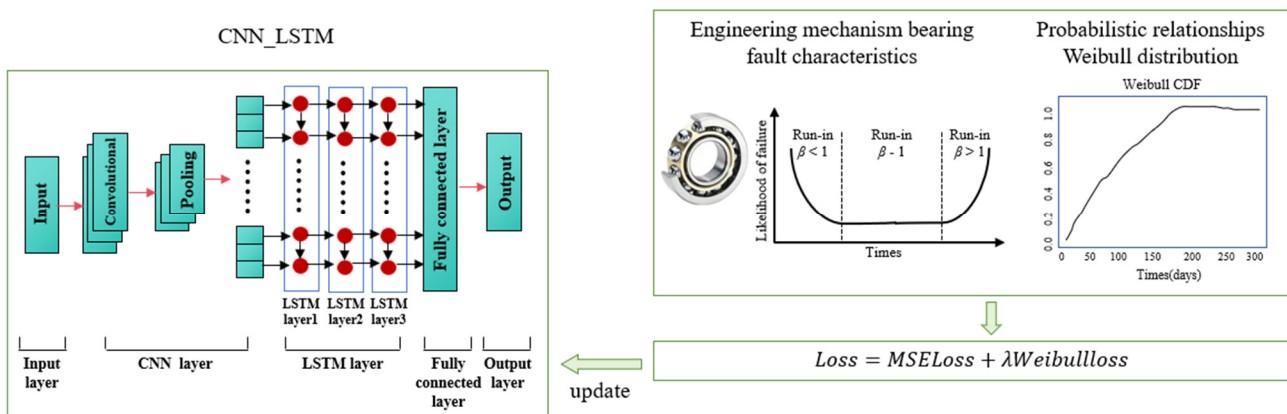 CNN_LSTM
Input
Convolutional
Pooling
Fully connected layer
Output
LSTM
layer1
LSTM
layer2
LSTM
layer3
Input
layer
CNN layer
LSTM layer
Fully
connected
layer
Output
layer
Engineering mechanism bearing
fault characteristics
Likelihood of failure
Run-in
β < 1
Run-in
β - 1
Run-in
β > 1
Times
Probabilistic relationships
Weibull distribution
Weibull CDF
1.0
0.8
0.6
0.4
0.2
0.0
0 50 100 150 200 250 300
Times(days)
Loss = MSELoss + λWeibullloss
update